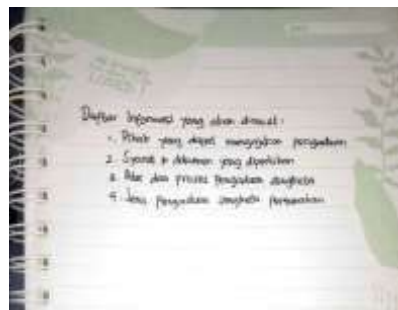 Daftar Informasi yang akan dimuat:
1. Pihak yang dapat mengajukan pengaduan
2. Syarat & dokumen yang diperlukan
3. Alur dan proses Pengaduan sengketa
4. Jenis Pengaduan sengketa pertanahan